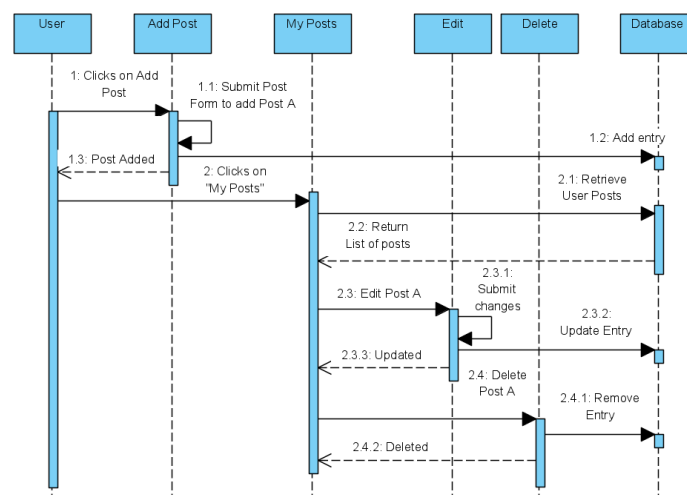 User
Add Post
My Posts
Edit
Delete
Database
1: Clicks on Add
Post
1.1: Submit Post
Form to add Post A
1.2: Add entry
1.3: Post Added
2: Clicks on
"My Posts"
2.1: Retrieve
User Posts
2.2: Return
List of posts
2.3: Edit Post A
2.3.1:
Submit
changes
2.3.2:
Update Entry
2.3.3: Updated
2.4: Delete
Post A
2.4.1: Remove
Entry
2.4.2: Deleted